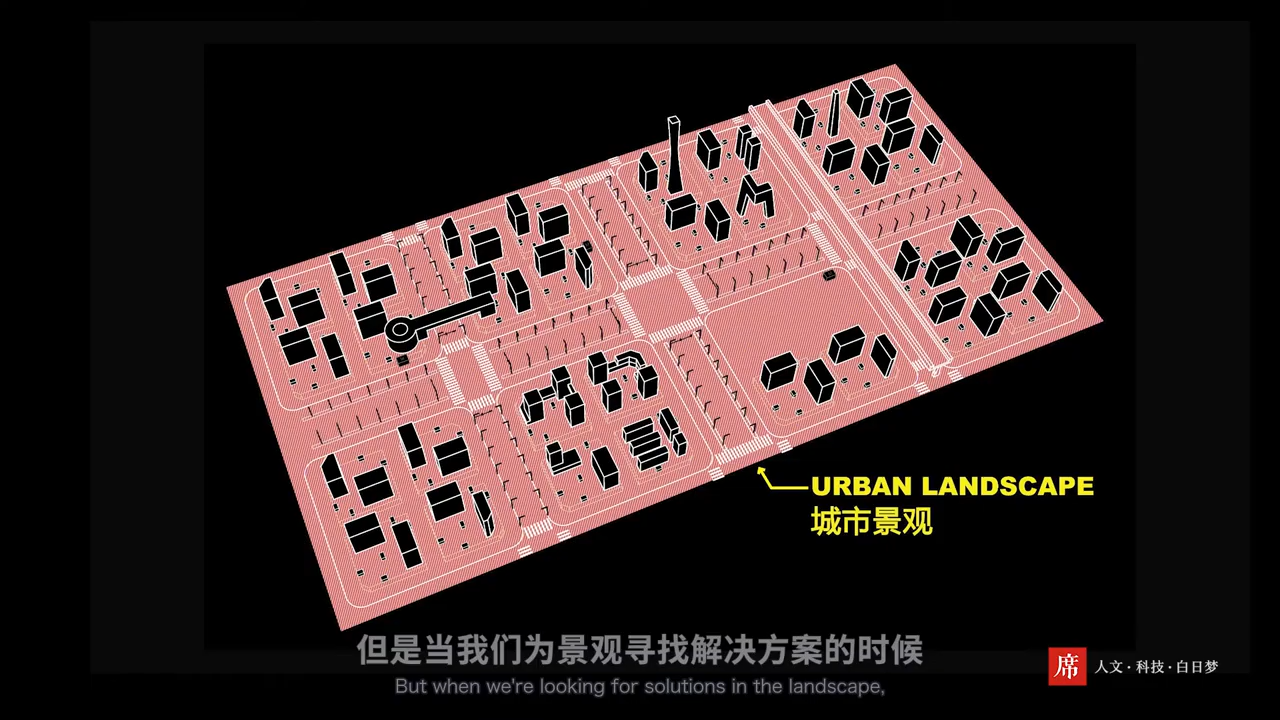 URBAN LANDSCAPE
城市景观
但是当我们为景观寻找解决方案的时候
But when we're looking for solutions in the landscape,
席 人文·科技·白日梦